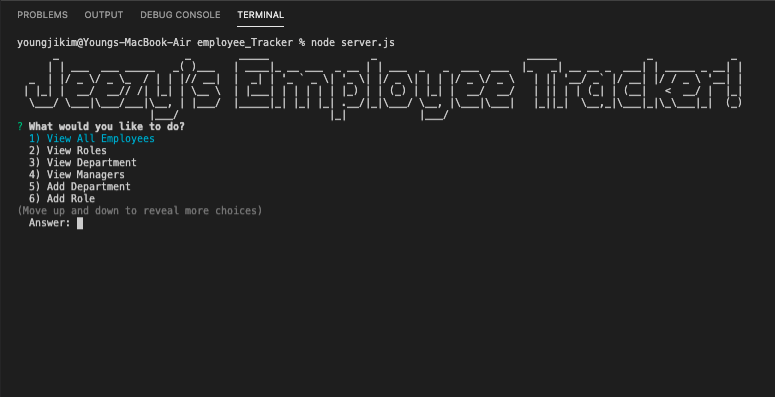 PROBLEMS OUTPUT DEBUG CONSOLE TERMINAL
youngjikim@Youngs-MacBook-Air employee_Tracker % node server.js
Jeezy's Employee Tracker!
? What would you like to do?
1) View All Employees
2) View Roles
3) View Department
4) View Managers
5) Add Department
6) Add Role
(Move up and down to reveal more choices)
Answer: